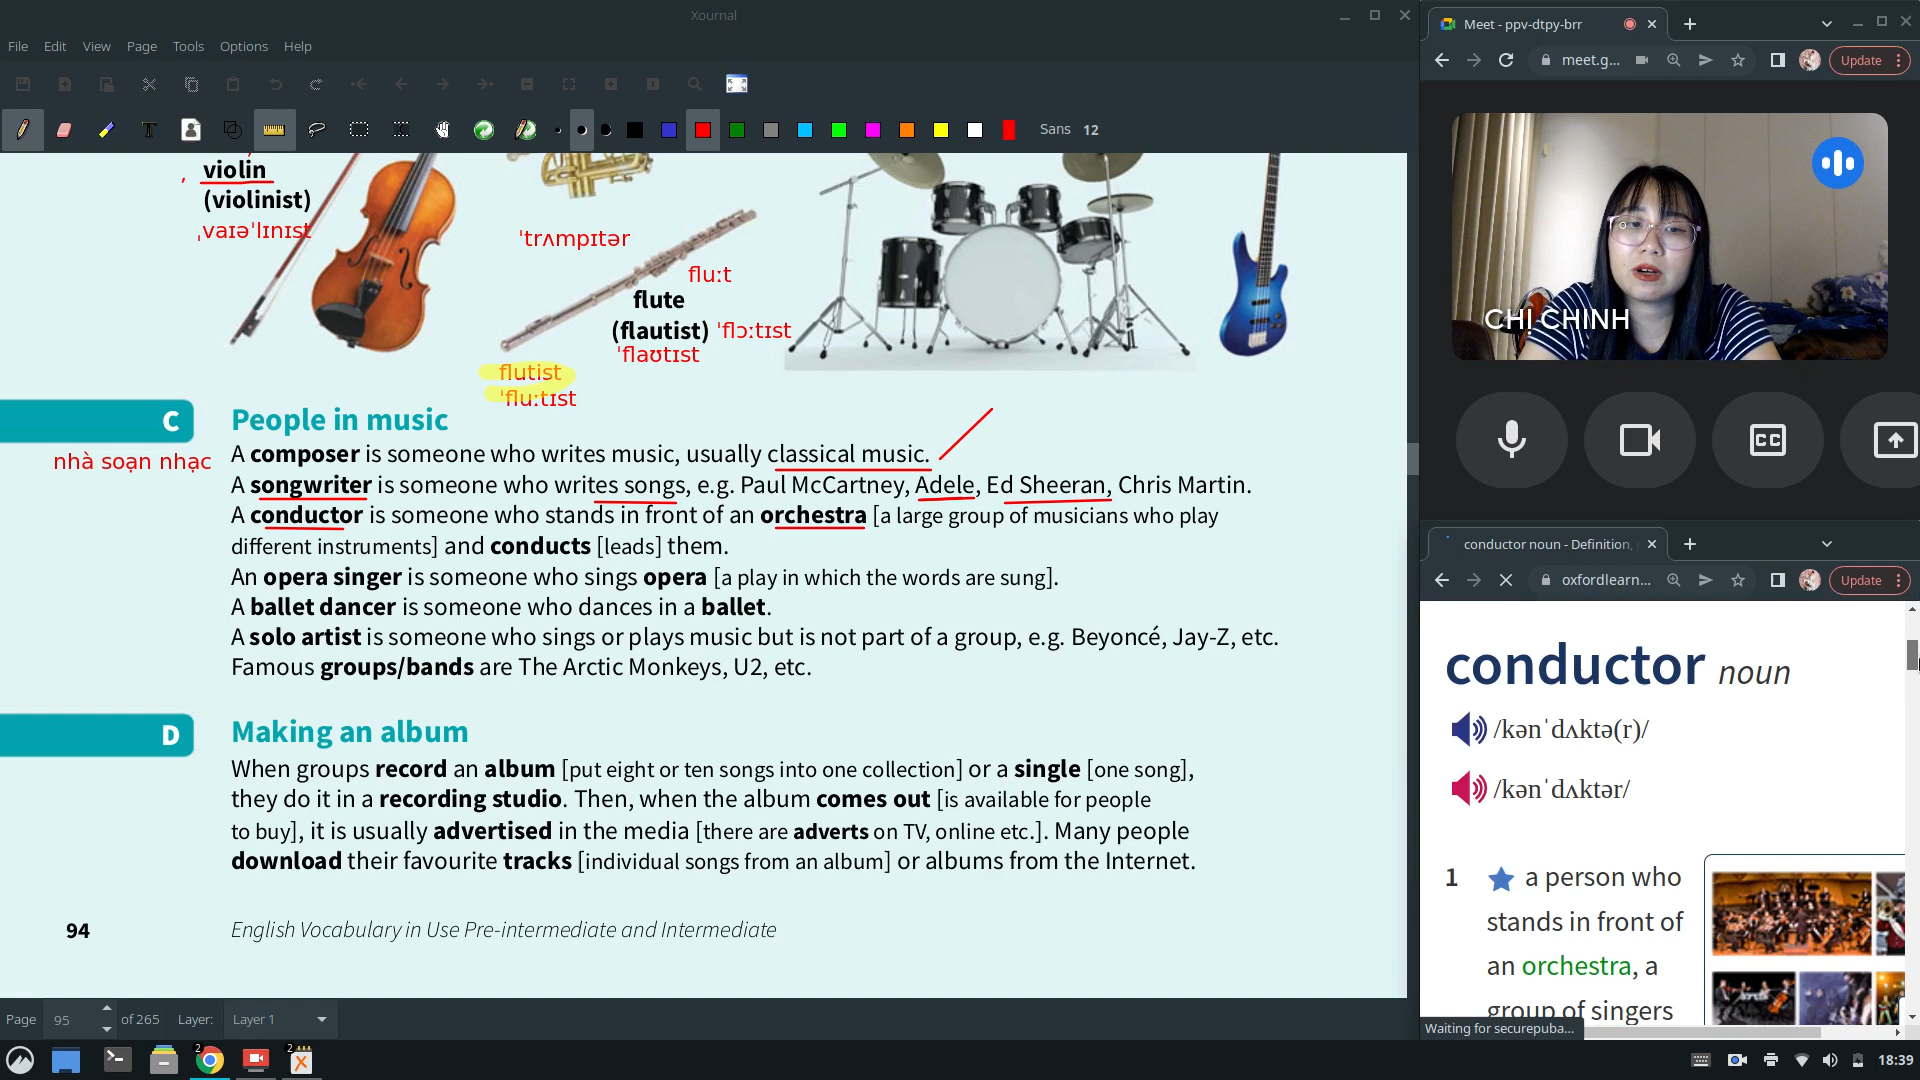 Xournal
File Edit View Page Tools Options Help
Sans 12
violin
(violinist)
ˌvaɪəˈlɪnɪst
ˈtrʌmpɪtər
fluːt
flute
(flautist) ˈflɔːtɪst
ˈflaʊtɪst
flutist
ˈfluːtɪst
C People in music
nhà soạn nhạc
A composer is someone who writes music, usually classical music.
A songwriter is someone who writes songs, e.g. Paul McCartney, Adele, Ed Sheeran, Chris Martin.
A conductor is someone who stands in front of an orchestra [a large group of musicians who play
different instruments] and conducts [leads] them.
An opera singer is someone who sings opera [a play in which the words are sung].
A ballet dancer is someone who dances in a ballet.
A solo artist is someone who sings or plays music but is not part of a group, e.g. Beyoncé, Jay-Z, etc.
Famous groups/bands are The Arctic Monkeys, U2, etc.
D Making an album
When groups record an album [put eight or ten songs into one collection] or a single [one song],
they do it in a recording studio. Then, when the album comes out [is available for people
to buy], it is usually advertised in the media [there are adverts on TV, online etc.]. Many people
download their favourite tracks [individual songs from an album] or albums from the Internet.
94 English Vocabulary in Use Pre-intermediate and Intermediate
Page 95 of 265 Layer: Layer 1
Meet - ppv-dtpy-brr
meet.g... Update
CHỊ CHINH
CC
conductor noun - Definition,
oxfordlearn... Update
conductor noun
/kənˈdʌktə(r)/
/kənˈdʌktər/
1 a person who
stands in front of
an orchestra, a
group of singers
Waiting for securepuba...
2 2
18:39